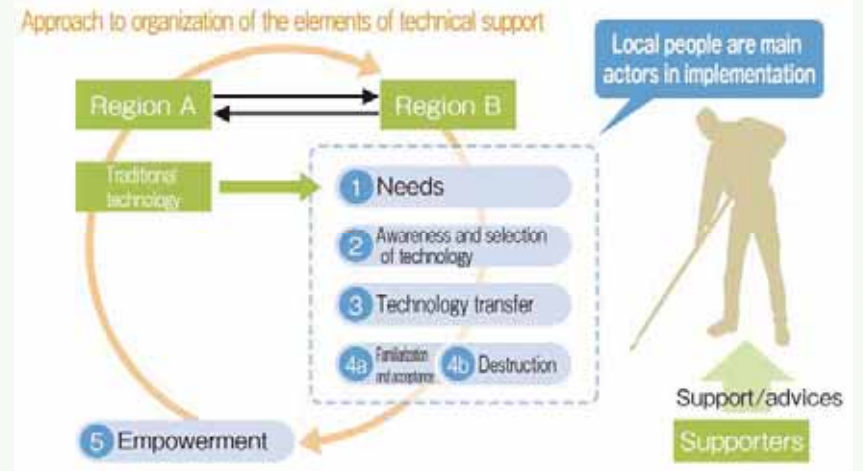 Approach to organization of the elements of technical support
Local people are main
actors in implementation
Region A
Region B
Traditional
technology
1 Needs
2 Awareness and selection
of technology
3 Technology transfer
4a Familiarization
and acceptance
4b Destruction
5 Empowerment
Support/advices
Supporters